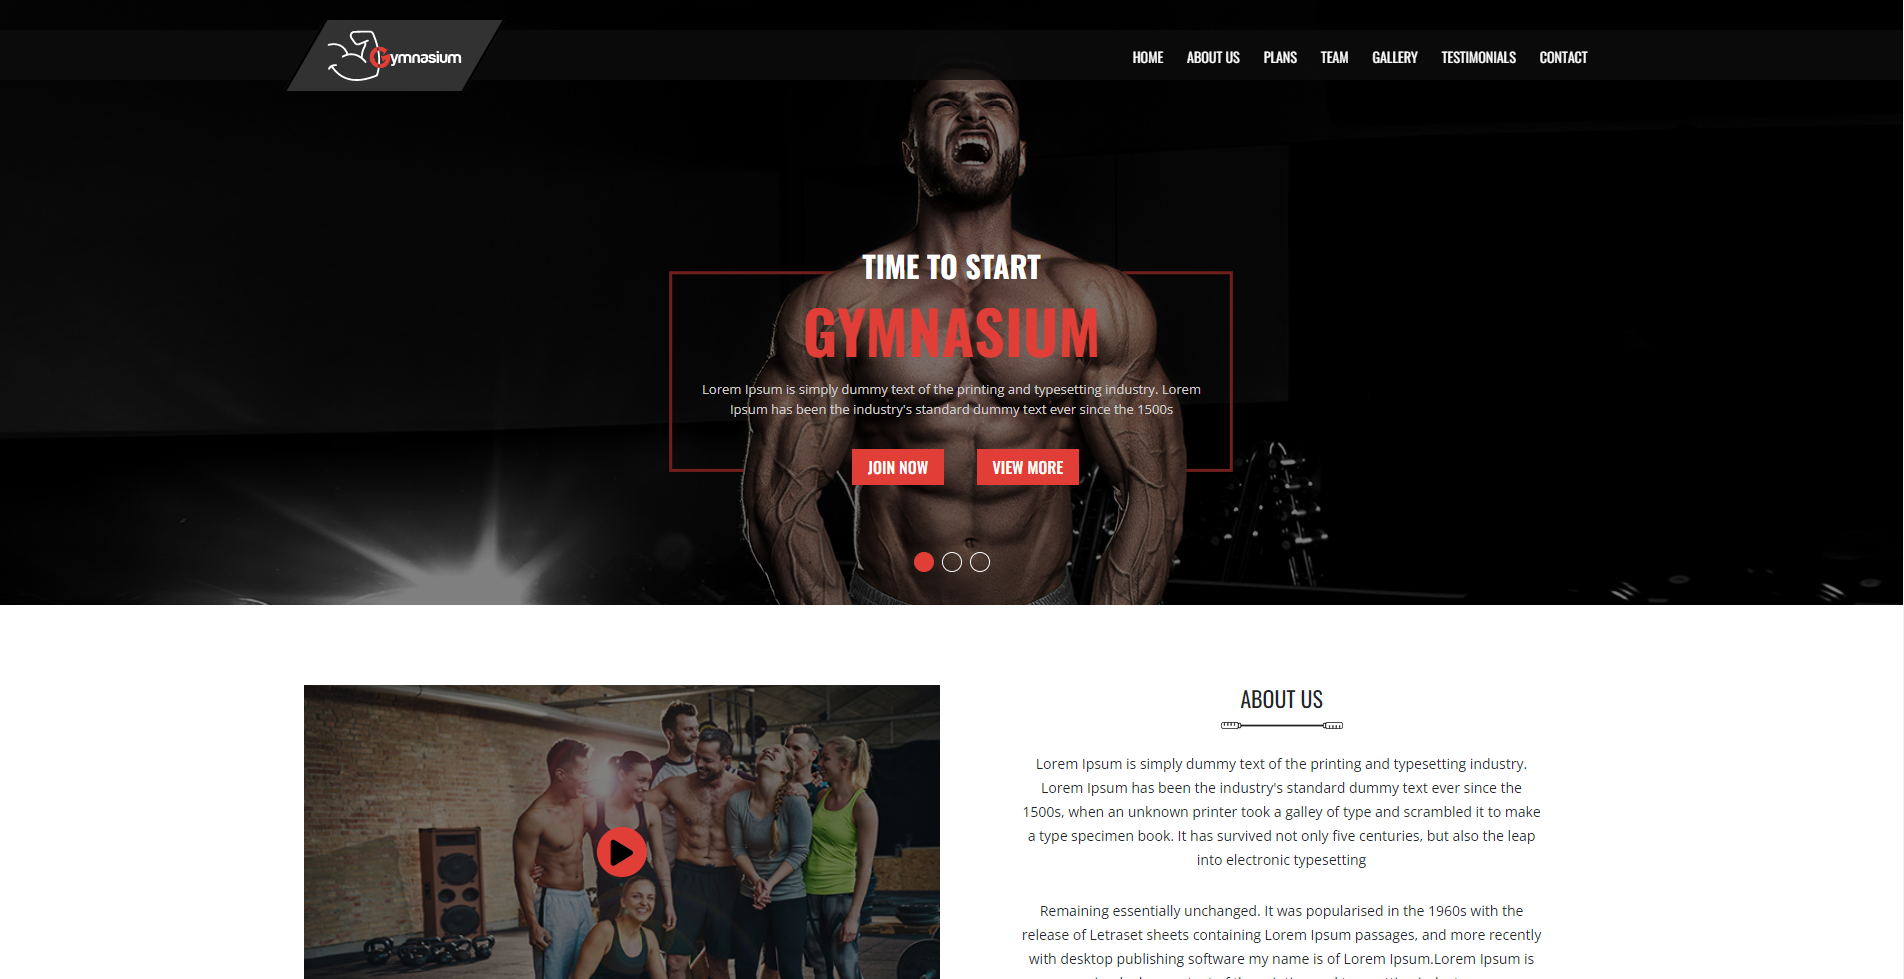 Gymnasium
HOME ABOUT US PLANS TEAM GALLERY TESTIMONIALS CONTACT
TIME TO START
GYMNASIUM
Lorem Ipsum is simply dummy text of the printing and typesetting industry. Lorem
Ipsum has been the industry's standard dummy text ever since the 1500s
JOIN NOW VIEW MORE
ABOUT US
Lorem Ipsum is simply dummy text of the printing and typesetting industry.
Lorem Ipsum has been the industry's standard dummy text ever since the
1500s, when an unknown printer took a galley of type and scrambled it to make
a type specimen book. It has survived not only five centuries, but also the leap
into electronic typesetting
Remaining essentially unchanged. It was popularised in the 1960s with the
release of Letraset sheets containing Lorem Ipsum passages, and more recently
with desktop publishing software my name is of Lorem Ipsum.Lorem Ipsum is